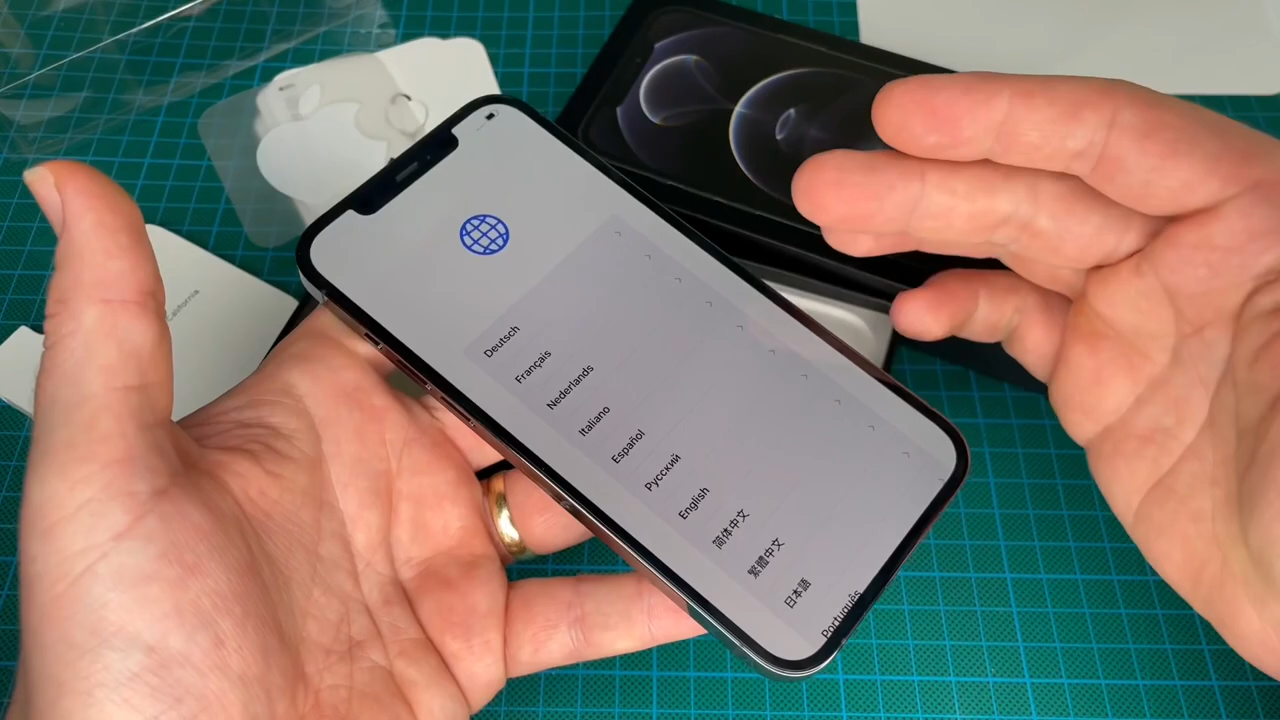 Deutsch
Français
Nederlands
Italiano
Español
Русский
English
简体中文
繁體中文
日本語
Português
California